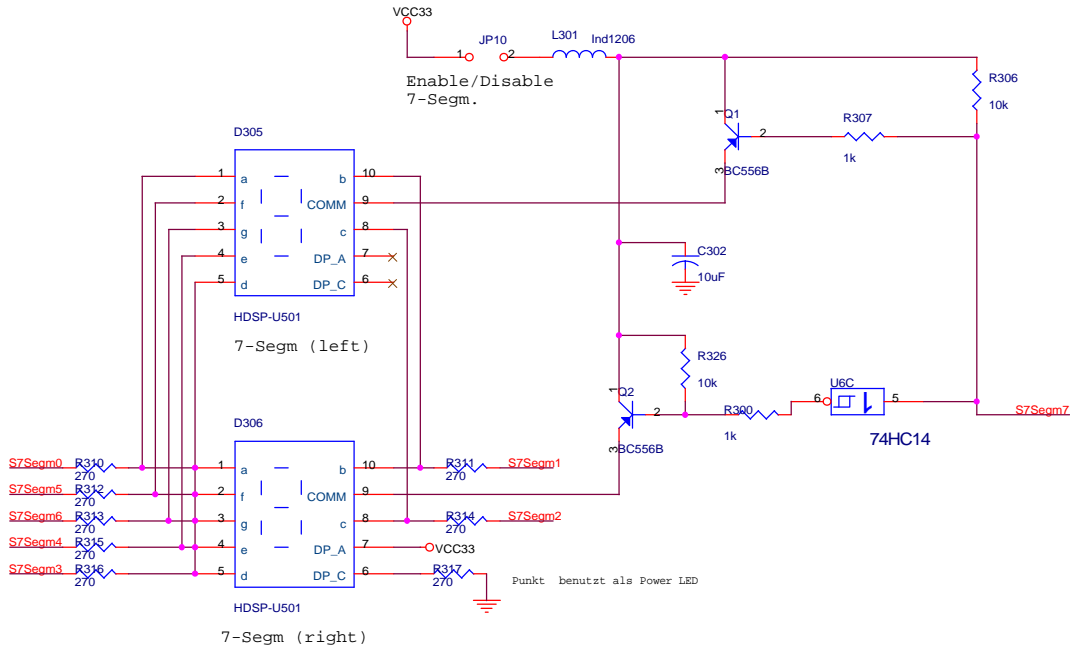 VCC33
L301 Ind1206
JP10
1 2
Enable/Disable
7-Segm.
R306
10k
1
Q1
2
R307
1k
3
BC556B
D305
1 a b 10
2 f COMM 9
3 g c 8
4 e DP_A 7
5 d DP_C 6
HDSP-U501
7-Segm (left)
C302
10uF
R326
10k
1
Q2
2
R300
1k
3
BC556B
U6C
6 5
74HC14
S7Segm7
D306
S7Segm0 R310 270 1 a b 10 R311 270 S7Segm1
S7Segm5 R312 270 2 f COMM 9
S7Segm6 R313 270 3 g c 8 R314 270 S7Segm2
S7Segm4 R315 270 4 e DP_A 7 VCC33
S7Segm3 R316 270 5 d DP_C 6 R317 270
Punkt benutzt als Power LED
HDSP-U501
7-Segm (right)